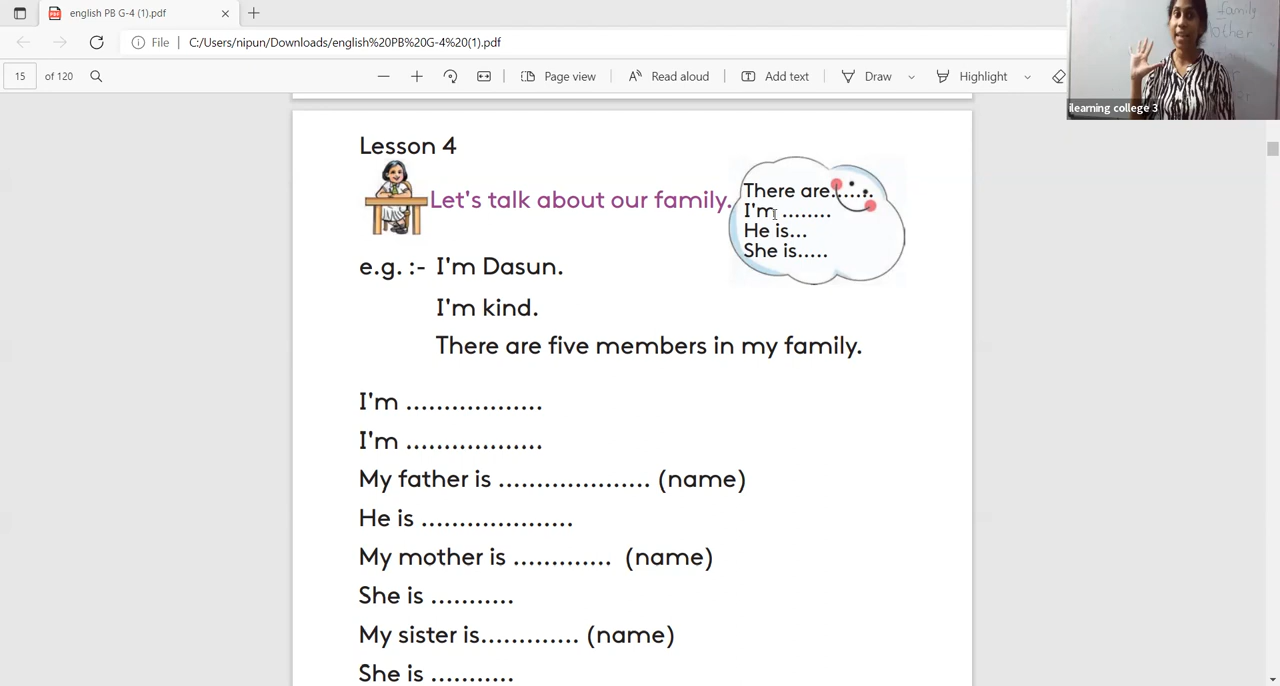 english PB G-4 (1).pdf
File
C:/Users/nipun/Downloads/english%20PB%20G-4%20(1).pdf
15 of 120
Page view
Read aloud
Add text
Draw
Highlight
family
ilearning college 3
Lesson 4
Let's talk about our family.
There are.......
I'm ........
He is...
She is.....
e.g. :- I'm Dasun.
I'm kind.
There are five members in my family.
I'm ..................
I'm ..................
My father is .................... (name)
He is ....................
My mother is ............. (name)
She is ...........
My sister is............. (name)
She is ...........